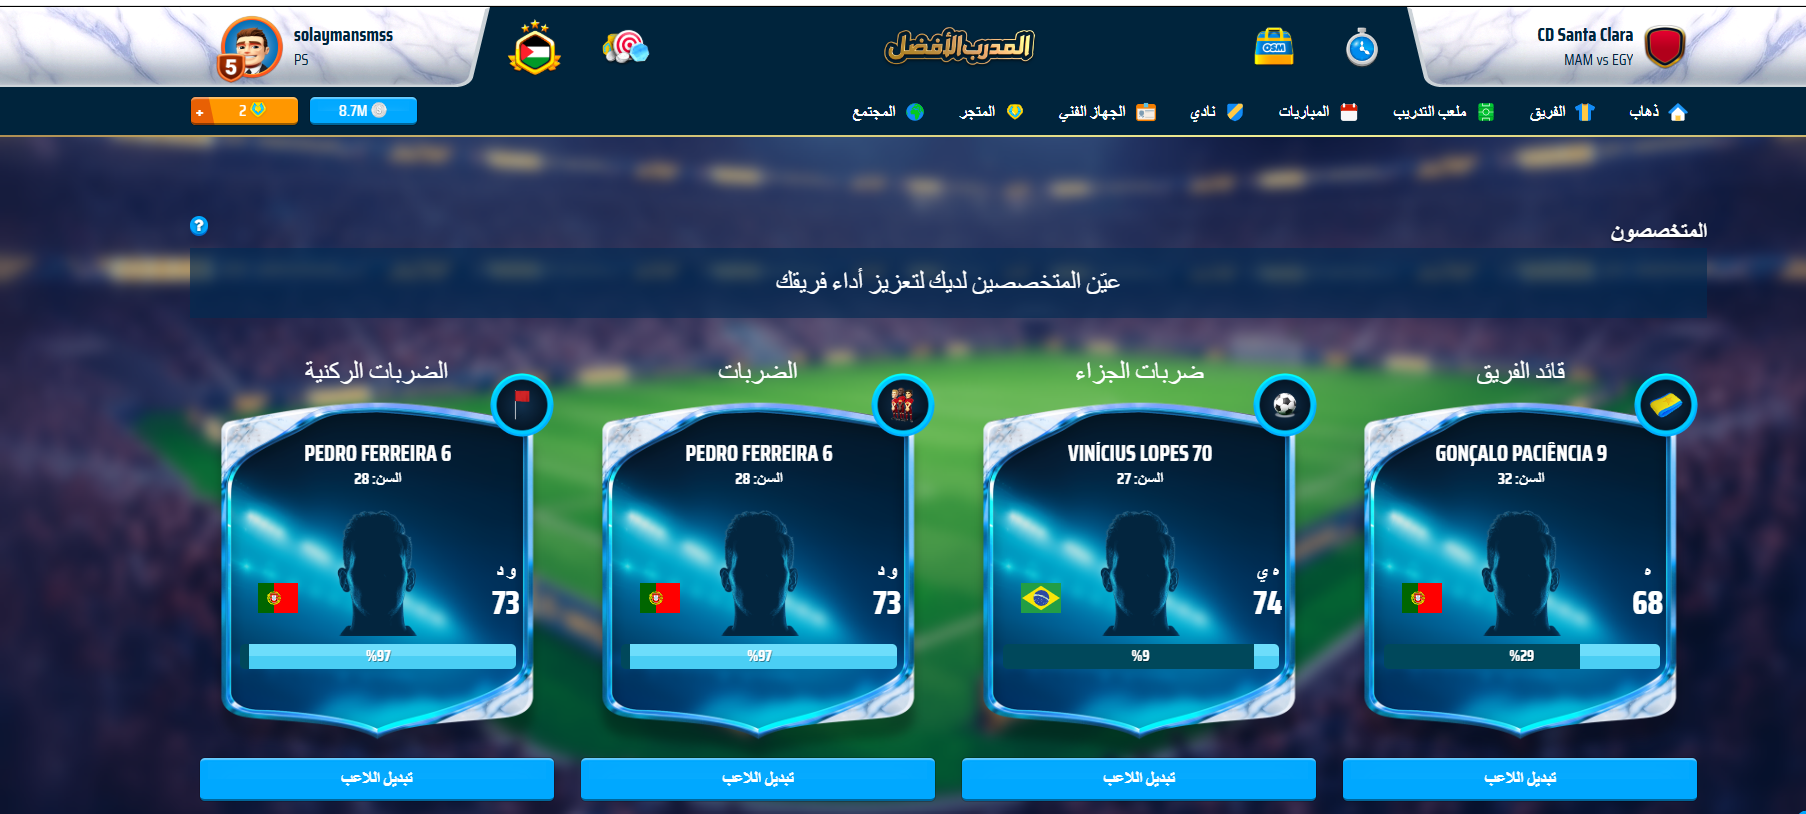 CD Santa Clara
MAM vs EGY
المدرب الأفضل
OSM
solaymansmss
PS
5
ذهاب
الفريق
ملعب التدريب
المباريات
نادي
الجهاز الفني
المتجر
المجتمع
8.7M
2
+
المتخصصون
?
عيّن المتخصصين لديك لتعزيز أداء فريقك
قائد الفريق
GONÇALO PACIÊNCIA 9
السن: 32
ه
68
%29
تبديل اللاعب
ضربات الجزاء
VINÍCIUS LOPES 70
السن: 27
ه ي
74
%9
تبديل اللاعب
الضربات
PEDRO FERREIRA 6
السن: 28
و د
73
%97
تبديل اللاعب
الضربات الركنية
PEDRO FERREIRA 6
السن: 28
و د
73
%97
تبديل اللاعب